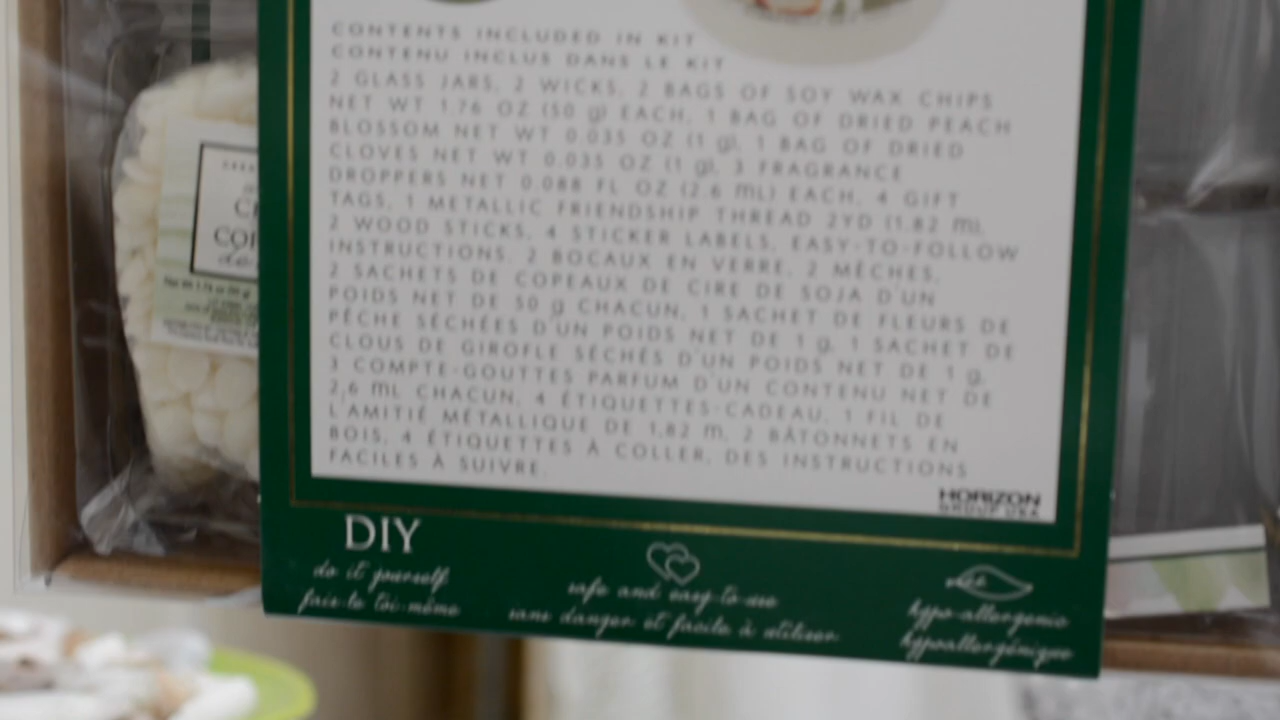 CONTENTS INCLUDED IN KIT
CONTENU INCLUS DANS LE KIT
2 GLASS JARS, 2 WICKS, 2 BAGS OF SOY WAX CHIPS
NET WT 1.76 OZ (50 g) EACH, 1 BAG OF DRIED PEACH
BLOSSOM NET WT 0.035 OZ (1 g), 1 BAG OF DRIED
CLOVES NET WT 0.035 OZ (1 g), 3 FRAGRANCE
DROPPERS NET 0.088 FL OZ (2.6 mL) EACH, 4 GIFT
TAGS, 1 METALLIC FRIENDSHIP THREAD 2YD (1.82 m),
2 WOOD STICKS, 4 STICKER LABELS, EASY-TO-FOLLOW
INSTRUCTIONS. 2 BOCAUX EN VERRE, 2 MÈCHES,
2 SACHETS DE COPEAUX DE CIRE DE SOJA D'UN
POIDS NET DE 50 g CHACUN, 1 SACHET DE FLEURS DE
PÊCHE SÉCHÉES D'UN POIDS NET DE 1 g, 1 SACHET DE
CLOUS DE GIROFLE SÉCHÉS D'UN POIDS NET DE 1 g,
3 COMPTE-GOUTTES PARFUM D'UN CONTENU NET DE
2,6 mL CHACUN, 4 ÉTIQUETTES-CADEAU, 1 FIL DE
L'AMITIÉ MÉTALLIQUE DE 1,82 m, 2 BÂTONNETS EN
BOIS, 4 ÉTIQUETTES À COLLER, DES INSTRUCTIONS
FACILES À SUIVRE.
HORIZON
GROUP USA
DIY
do it yourself
fais-le toi-même
safe and easy-to-use
sans danger et facile à utiliser
hypo-allergenic
hypoallergénique